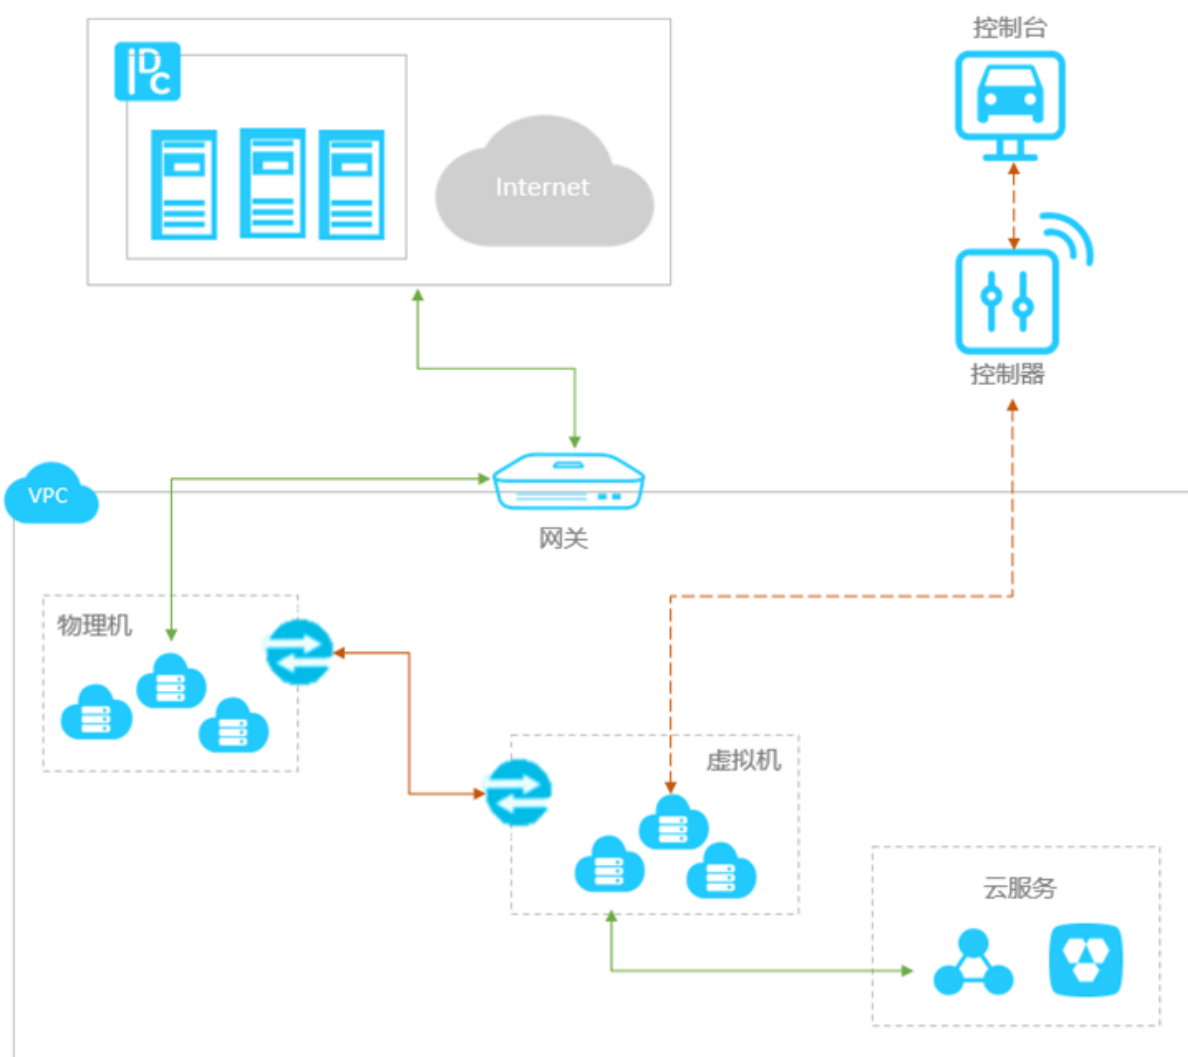 控制台
iDC
Internet
控制器
VPC
网关
物理机
虚拟机
云服务